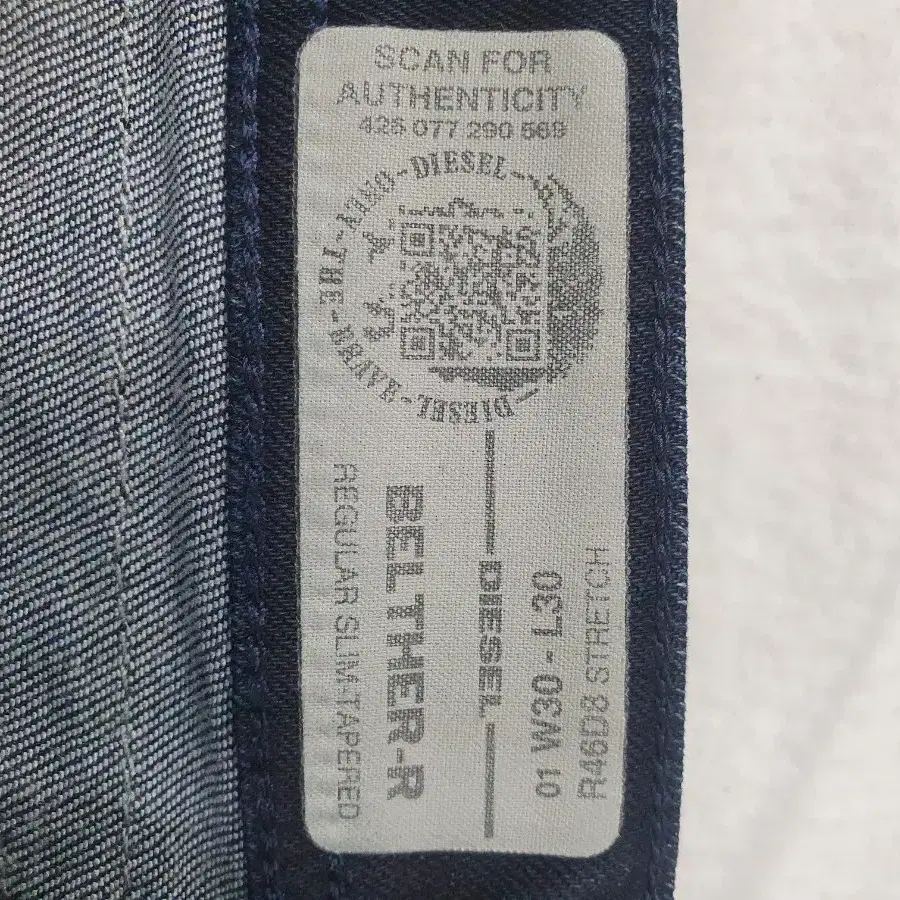 SCAN FOR
AUTHENTICITY
426 077 290 569
DIESEL - ONLY - THE - BRAVE - DIESEL -
BELTHER-R
REGULAR SLIM-TAPERED
DIESEL
01 W30 - L30
R46D8 STRETCH